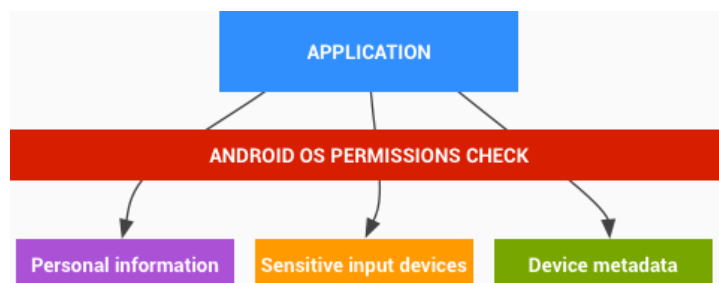 APPLICATION
ANDROID OS PERMISSIONS CHECK
Personal information
Sensitive input devices
Device metadata